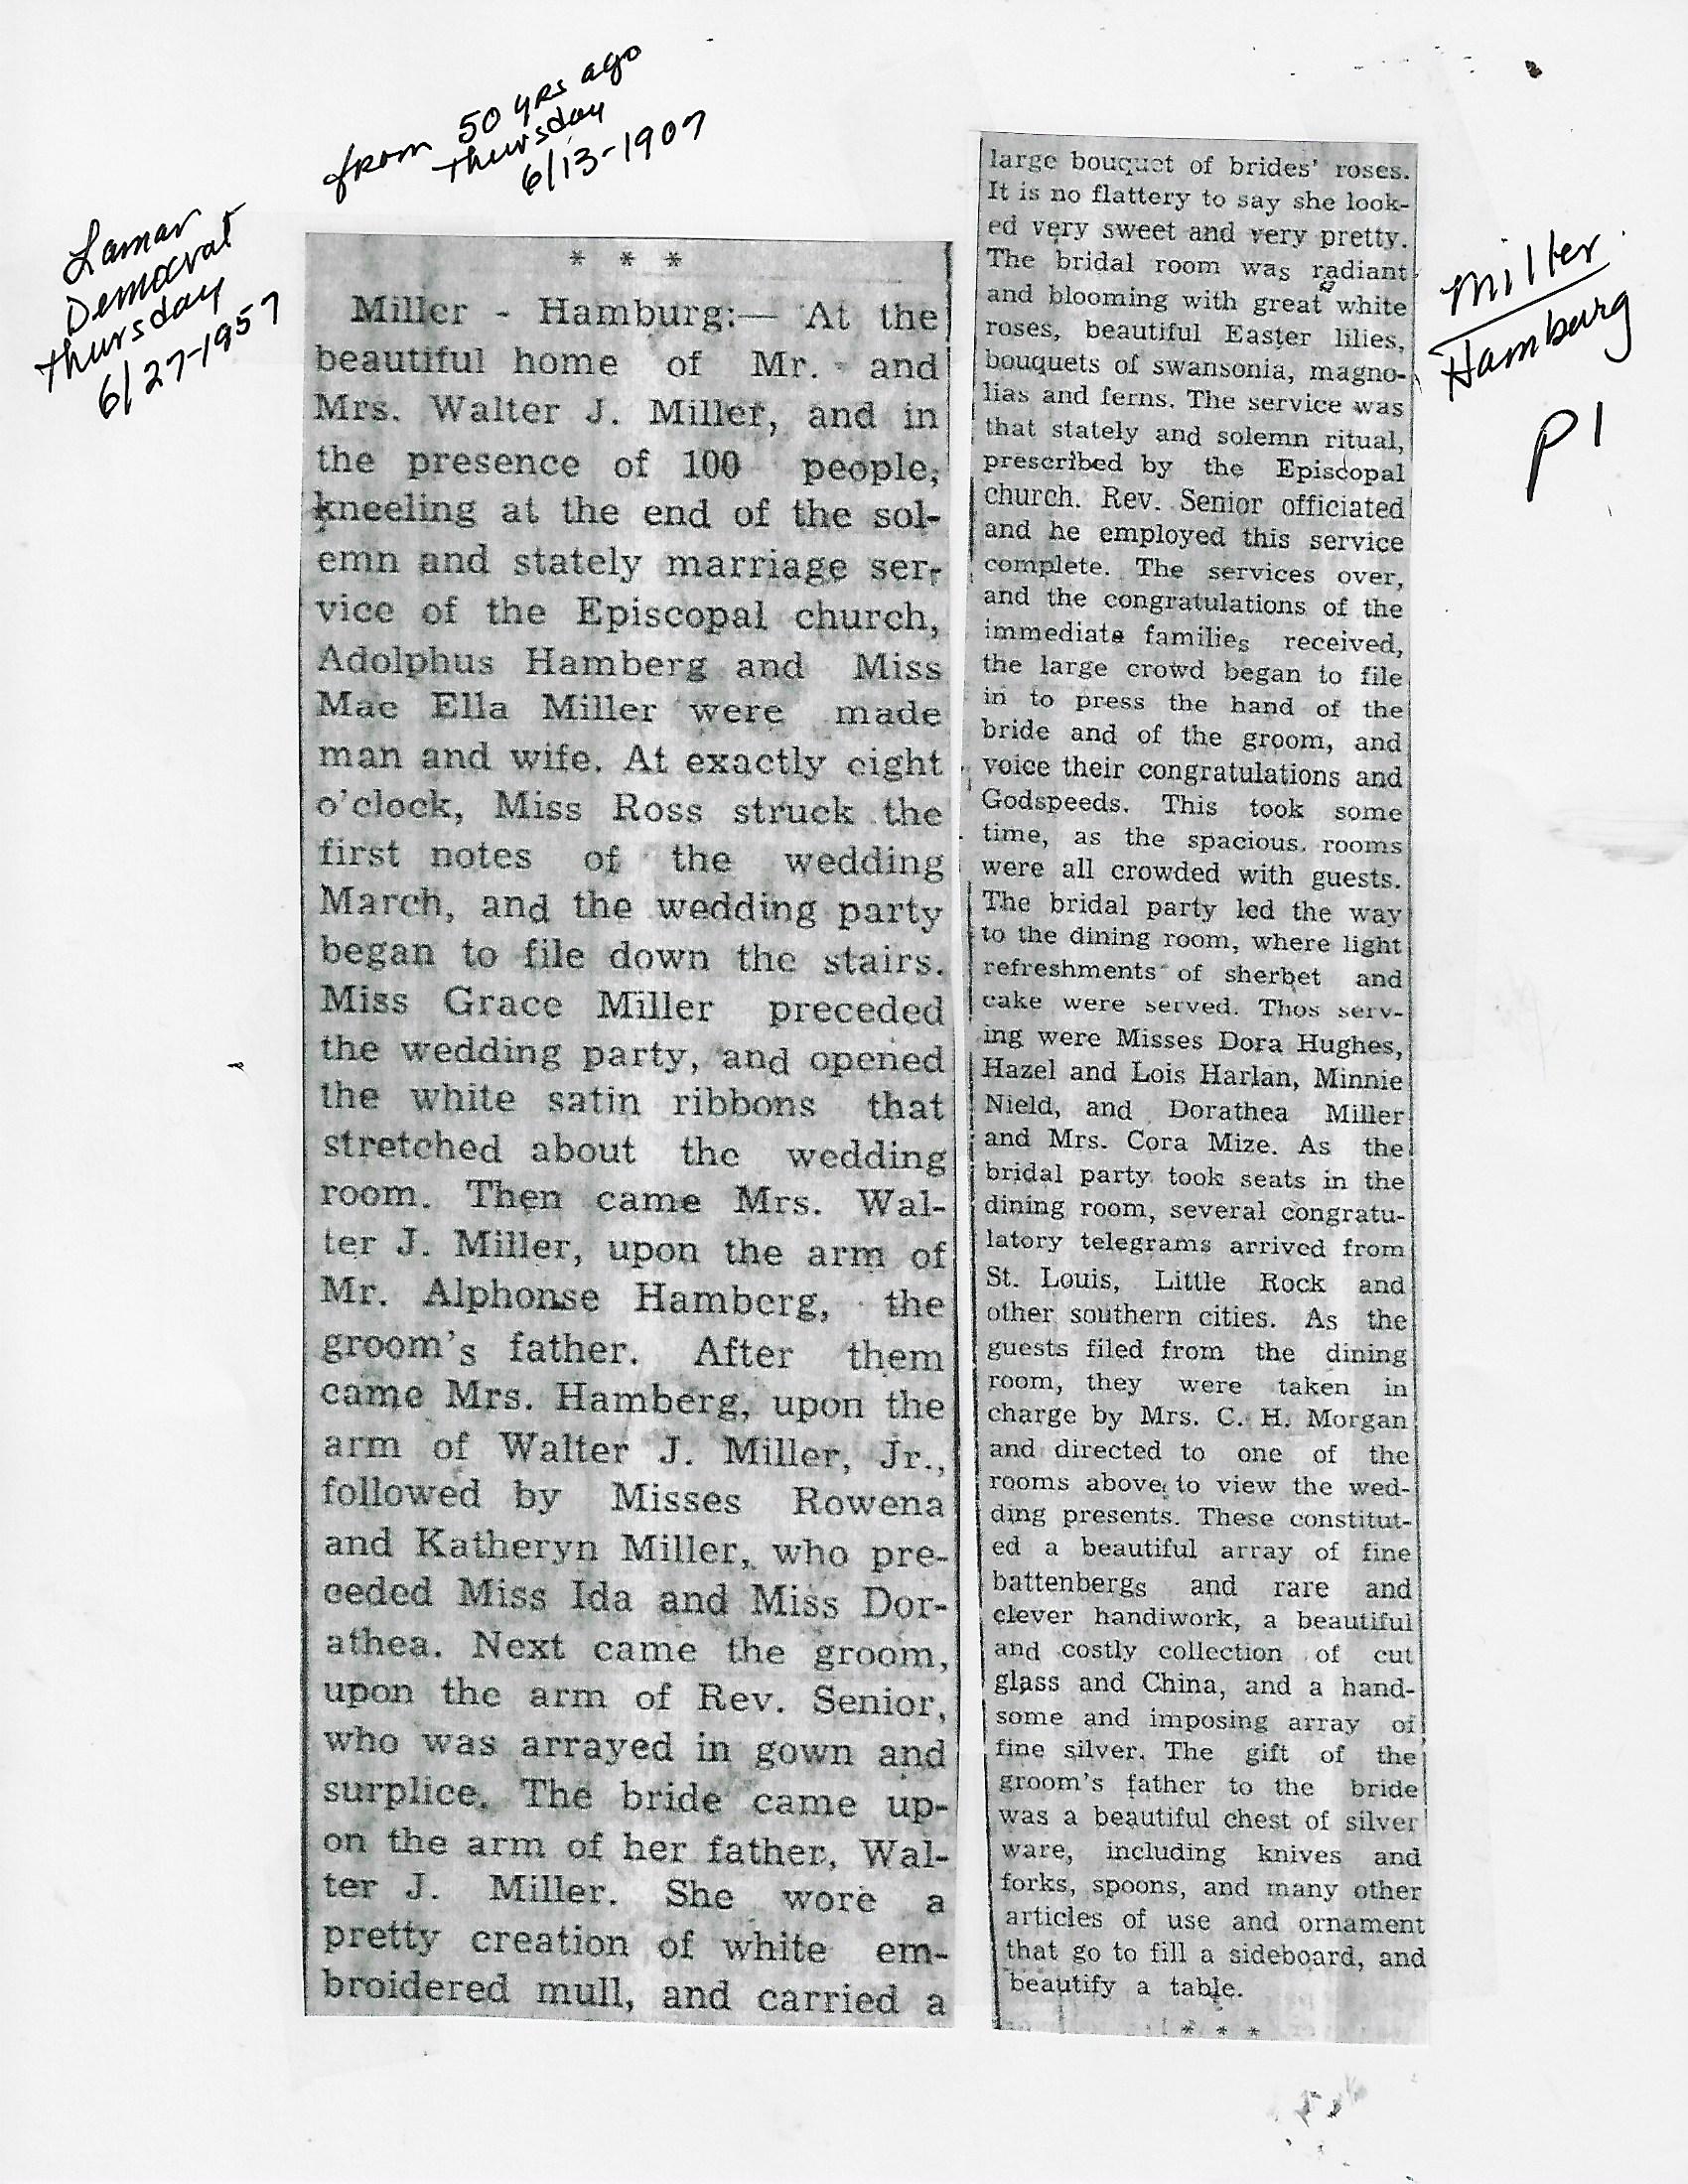 from 50 yrs ago
Thursday
6/13-1907
Lamar
Democrat
Thursday
6/27-1957
* * *
Miller - Hamburg:— At the
beautiful home of Mr. and
Mrs. Walter J. Miller, and in
the presence of 100 people,
kneeling at the end of the sol-
emn and stately marriage ser-
vice of the Episcopal church,
Adolphus Hamberg and Miss
Mae Ella Miller were made
man and wife. At exactly eight
o'clock, Miss Ross struck the
first notes of the wedding
March, and the wedding party
began to file down the stairs.
Miss Grace Miller preceded
the wedding party, and opened
the white satin ribbons that
stretched about the wedding
room. Then came Mrs. Wal-
ter J. Miller, upon the arm of
Mr. Alphonse Hamberg, the
groom's father. After them
came Mrs. Hamberg, upon the
arm of Walter J. Miller, Jr.,
followed by Misses Rowena
and Katheryn Miller, who pre-
ceded Miss Ida and Miss Dor-
athea. Next came the groom,
upon the arm of Rev. Senior,
who was arrayed in gown and
surplice. The bride came up-
on the arm of her father, Wal-
ter J. Miller. She wore a
pretty creation of white em-
broidered mull, and carried a
large bouquet of brides' roses.
It is no flattery to say she look-
ed very sweet and very pretty.
The bridal room was radiant
and blooming with great white
roses, beautiful Easter lilies,
bouquets of swansonia, magno-
lias and ferns. The service was
that stately and solemn ritual,
prescribed by the Episcopal
church. Rev. Senior officiated
and he employed this service
complete. The services over,
and the congratulations of the
immediate families received,
the large crowd began to file
in to press the hand of the
bride and of the groom, and
voice their congratulations and
Godspeeds. This took some
time, as the spacious. rooms
were all crowded with guests.
The bridal party led the way
to the dining room, where light
refreshments of sherbet and
cake were served. Thos serv-
ing were Misses Dora Hughes,
Hazel and Lois Harlan, Minnie
Nield, and Dorathea Miller
and Mrs. Cora Mize. As the
bridal party took seats in the
dining room, several congratu-
latory telegrams arrived from
St. Louis, Little Rock and
other southern cities. As the
guests filed from the dining
room, they were taken in
charge by Mrs. C. H. Morgan
and directed to one of the
rooms above to view the wed-
ding presents. These constitut-
ed a beautiful array of fine
battenbergs and rare and
clever handiwork, a beautiful
and costly collection of cut
glass and China, and a hand-
some and imposing array of
fine silver. The gift of the
groom's father to the bride
was a beautiful chest of silver
ware, including knives and
forks, spoons, and many other
articles of use and ornament
that go to fill a sideboard, and
beautify a table.
* * *
Miller
Hamburg
P1